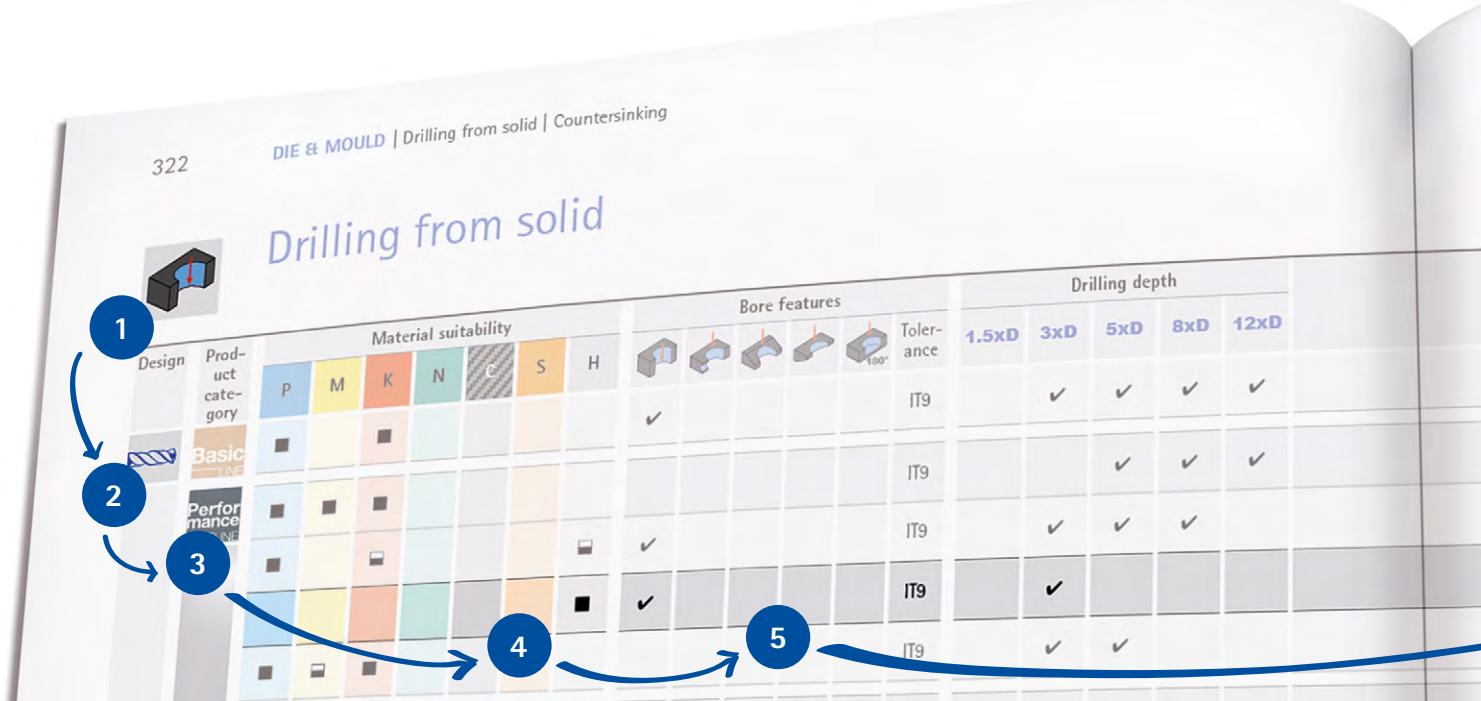 322
DIE & MOULD | Drilling from solid | Countersinking
Drilling from solid
1
Design
Prod-
uct
cate-
gory
Material suitability
P M K N C S H
Bore features
180°
Toler-
ance
Drilling depth
1.5xD 3xD 5xD 8xD 12xD
✔ IT9 ✔ ✔ ✔ ✔
Basic
LINE
■ ■
2
IT9 ✔ ✔ ✔
Perfor
mance
LINE
■ ■ ■
✔ IT9 ✔ ✔ ✔
3
■ ✔ IT9 ✔
4
5
IT9 ✔ ✔